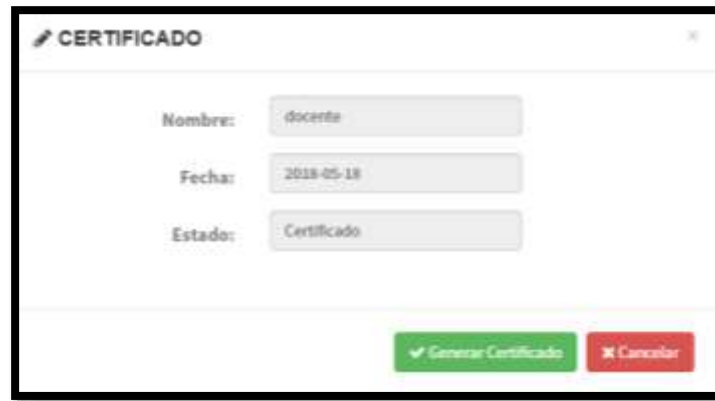 CERTIFICADO
×
Nombre: docente
Fecha: 2018-05-18
Estado: Certificado
Generar Certificado
Cancelar